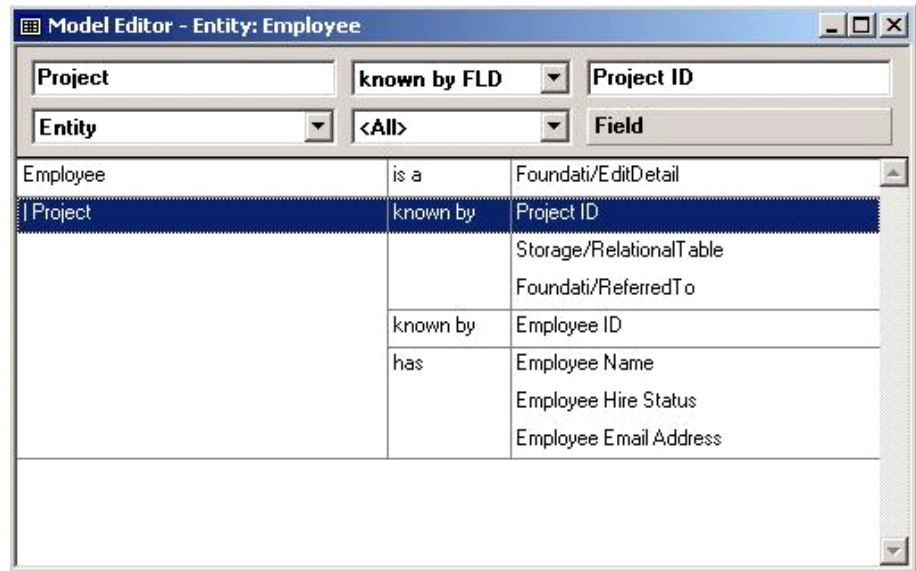 Model Editor - Entity: Employee
Project known by FLD Project ID
Entity <All> Field
Employee is a Foundati/EditDetail
| Project known by Project ID
Storage/RelationalTable
Foundati/ReferredTo
known by Employee ID
has Employee Name
Employee Hire Status
Employee Email Address